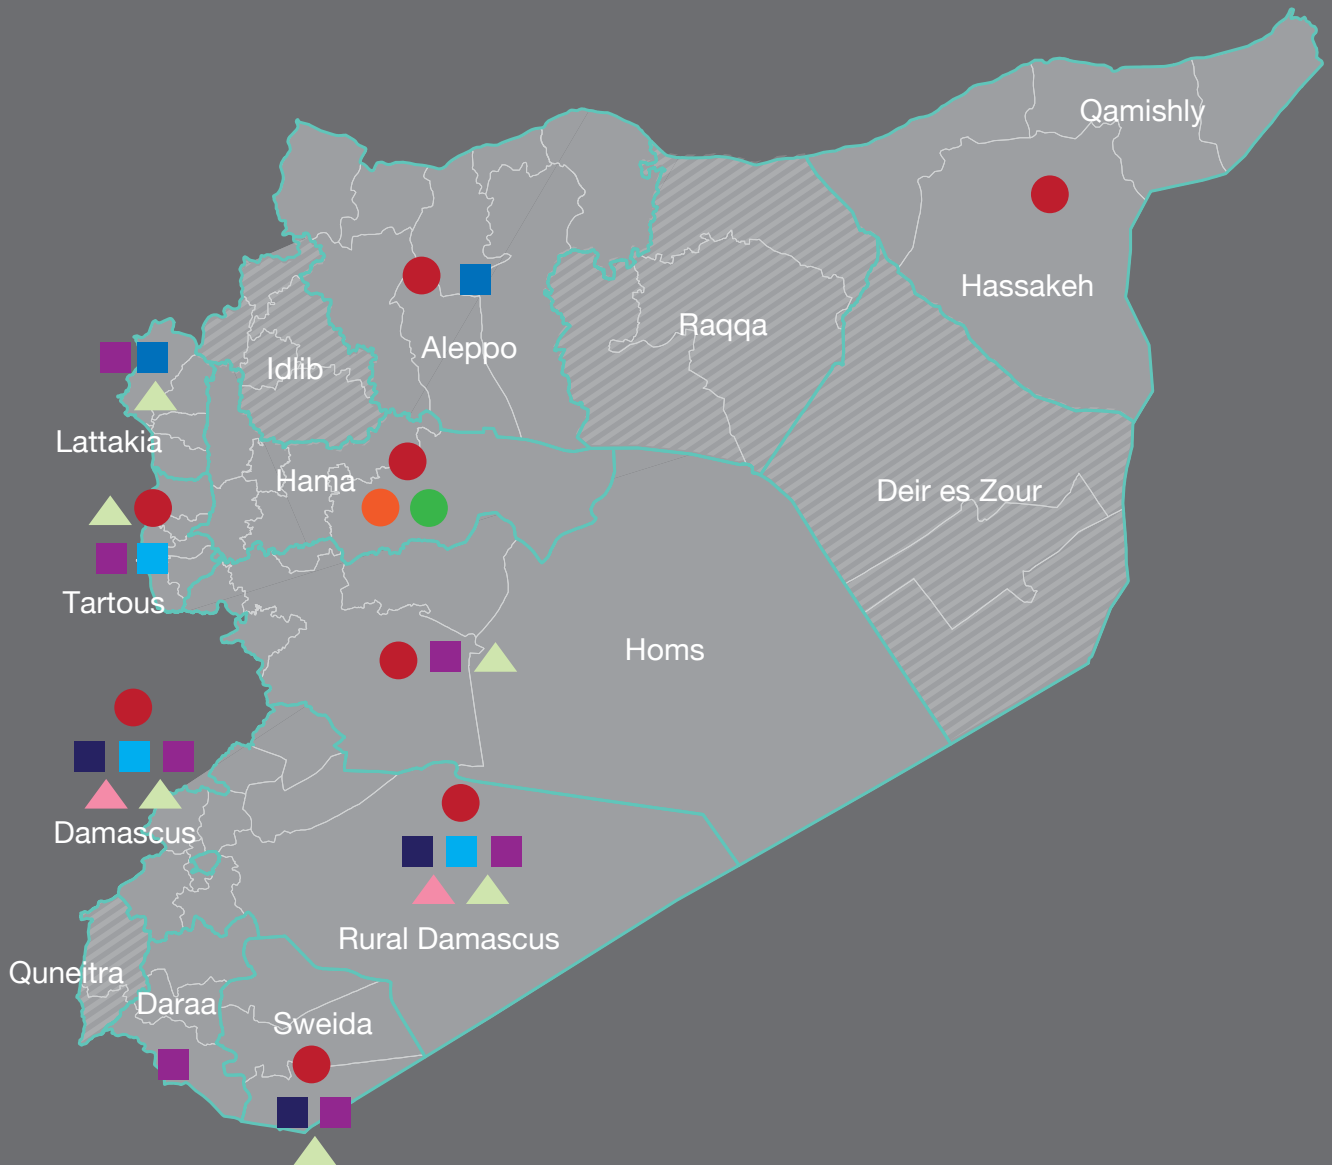 Qamishly
Hassakeh
Raqqa
Aleppo
Idlib
Lattakia
Hama
Deir es Zour
Tartous
Homs
Damascus
Rural Damascus
Quneitra
Daraa
Sweida